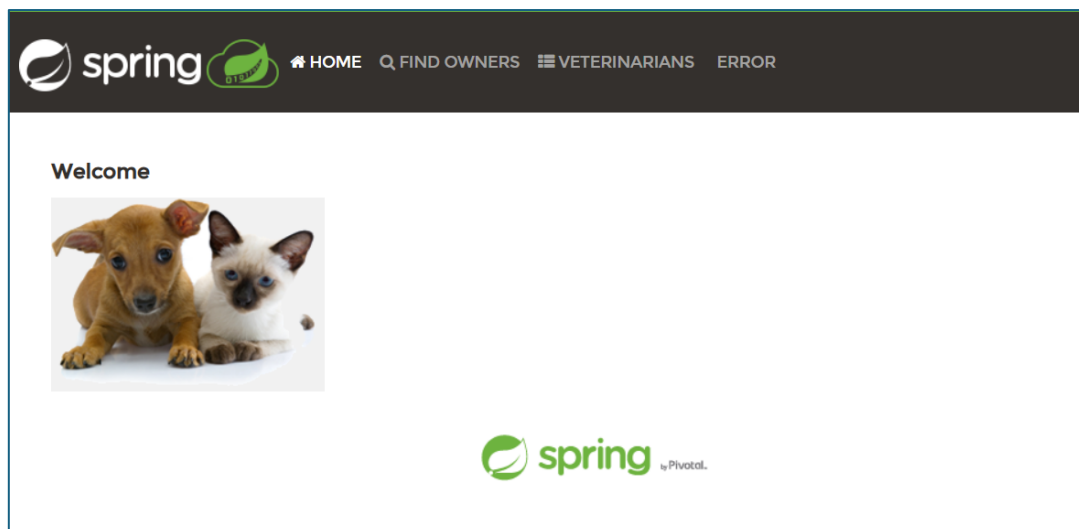 spring HOME FIND OWNERS VETERINARIANS ERROR
Welcome
spring by Pivotal.